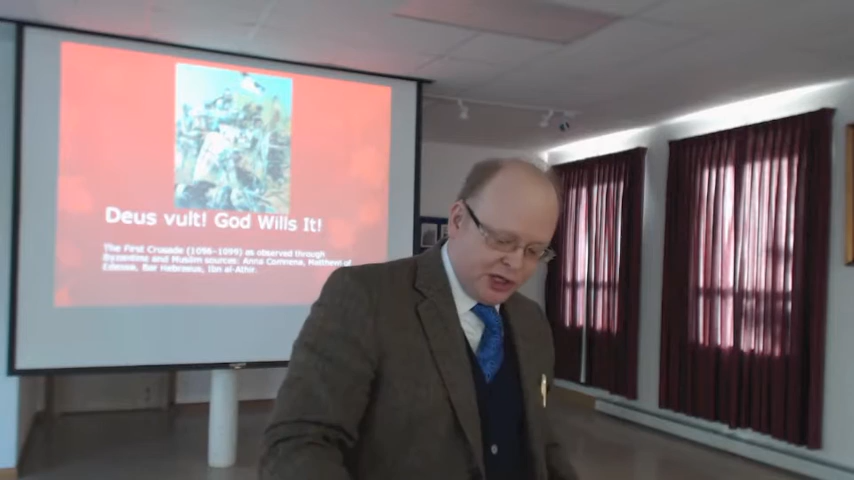 Deus vult! God Wills It!
The First Crusade (1096-1099) as observed through
Byzantine and Muslim sources: Anna Comnena, Matthew of
Edessa, Bar Hebraeus, Ibn al-Athir.